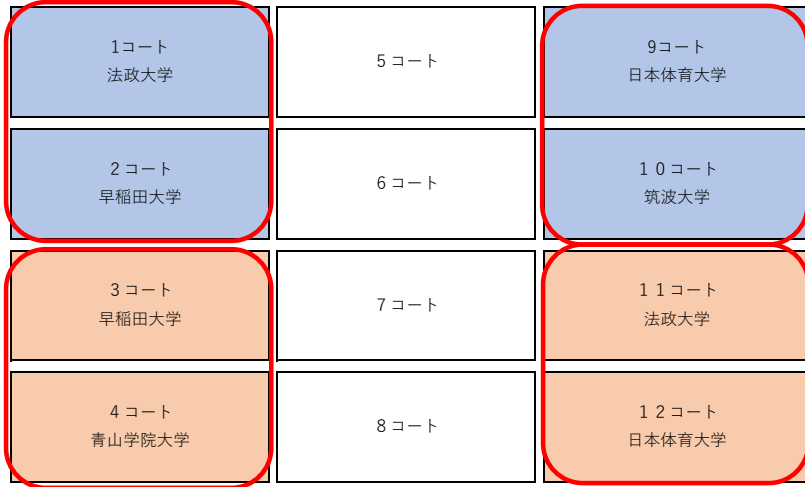 1コート
法政大学
5コート
9コート
日本体育大学
2コート
早稲田大学
6コート
10コート
筑波大学
3コート
早稲田大学
7コート
11コート
法政大学
4コート
青山学院大学
8コート
12コート
日本体育大学